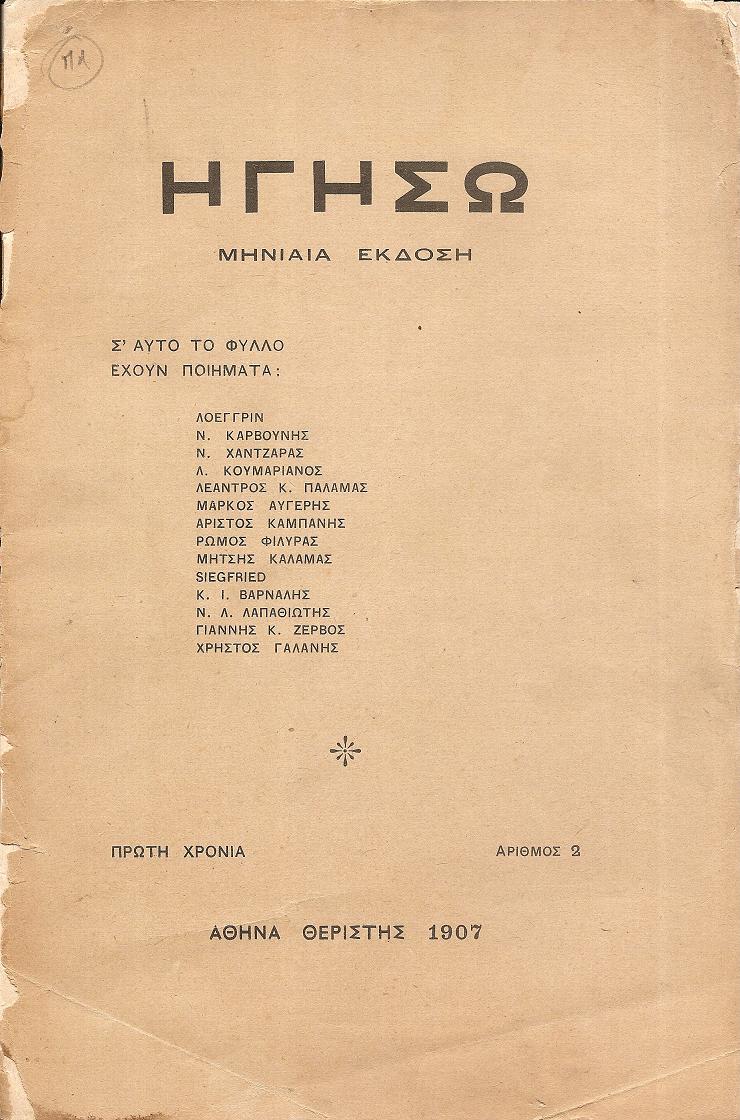 ΠΛ
ΗΓΗΣΩ
ΜΗΝΙΑΙΑ ΕΚΔΟΣΗ
Σ' ΑΥΤΟ ΤΟ ΦΥΛΛΟ
ΕΧΟΥΝ ΠΟΙΗΜΑΤΑ:
ΛΟΕΓΓΡΙΝ
Ν. ΚΑΡΒΟΥΝΗΣ
Ν. ΧΑΝΤΖΑΡΑΣ
Λ. ΚΟΥΜΑΡΙΑΝΟΣ
ΛΕΑΝΤΡΟΣ Κ. ΠΑΛΑΜΑΣ
ΜΑΡΚΟΣ ΑΥΓΕΡΗΣ
ΑΡΙΣΤΟΣ ΚΑΜΠΑΝΗΣ
ΡΩΜΟΣ ΦΙΛΥΡΑΣ
ΜΗΤΣΗΣ ΚΑΛΑΜΑΣ
SIEGFRIED
Κ. Ι. ΒΑΡΝΑΛΗΣ
Ν. Λ. ΛΑΠΑΘΙΩΤΗΣ
ΓΙΑΝΝΗΣ Κ. ΖΕΡΒΟΣ
ΧΡΗΣΤΟΣ ΓΑΛΑΝΗΣ
ΠΡΩΤΗ ΧΡΟΝΙΑ ΑΡΙΘΜΟΣ 2
ΑΘΗΝΑ ΘΕΡΙΣΤΗΣ 1907